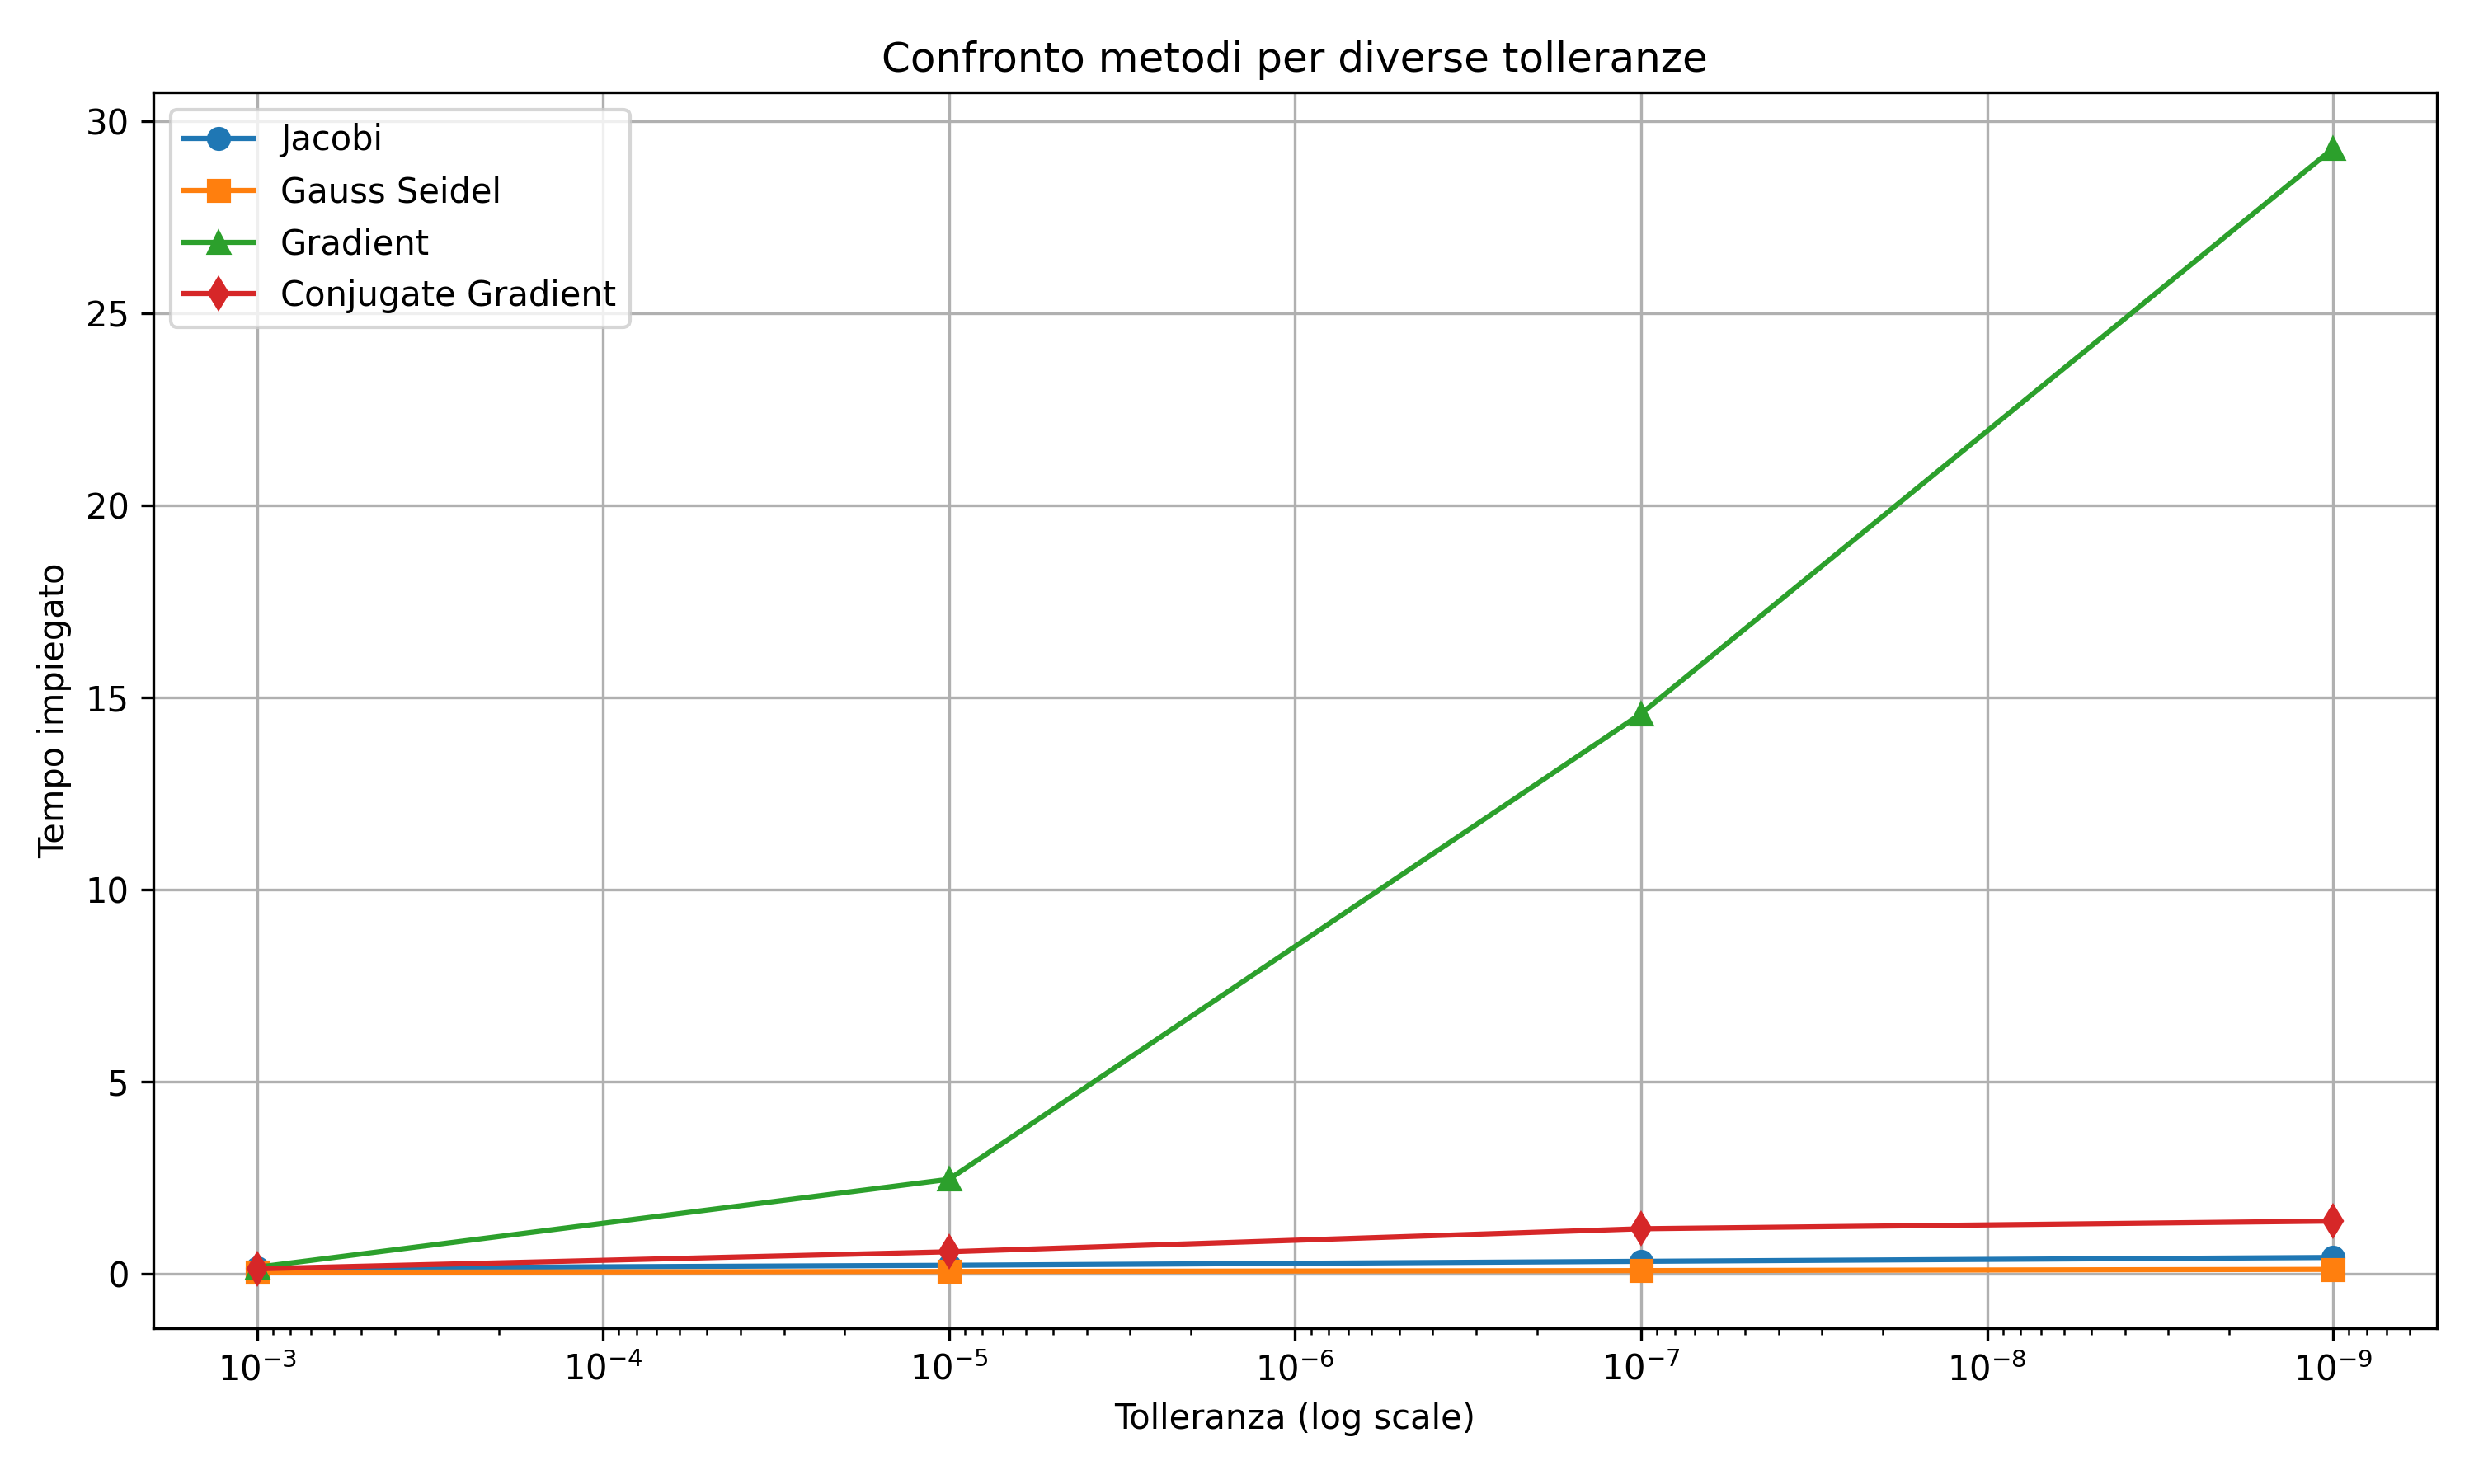 Confronto metodi per diverse tolleranze
Jacobi
Gauss Seidel
Gradient
Conjugate Gradient
30
25
20
15
10
5
0
Tempo impiegato
10⁻³ 10⁻⁴ 10⁻⁵ 10⁻⁶ 10⁻⁷ 10⁻⁸ 10⁻⁹
Tolleranza (log scale)